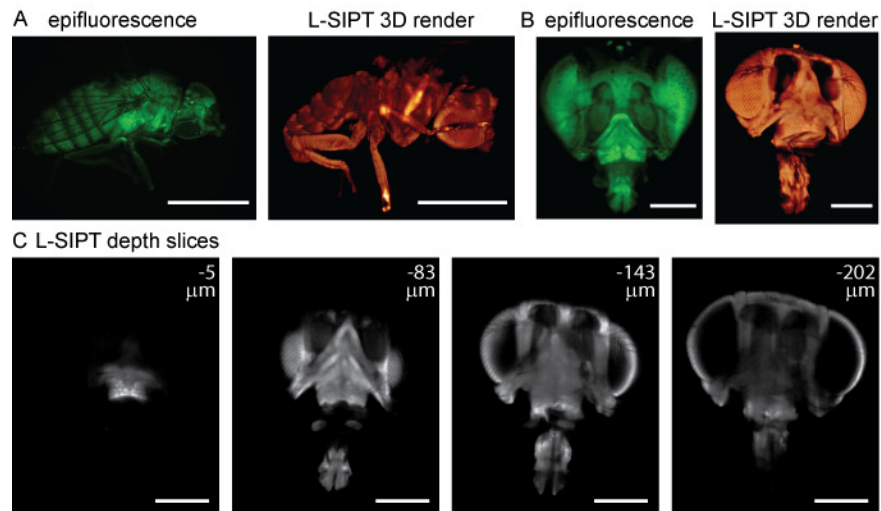 A epifluorescence L-SIPT 3D render B epifluorescence L-SIPT 3D render
C L-SIPT depth slices
-5 μm
-83 μm
-143 μm
-202 μm